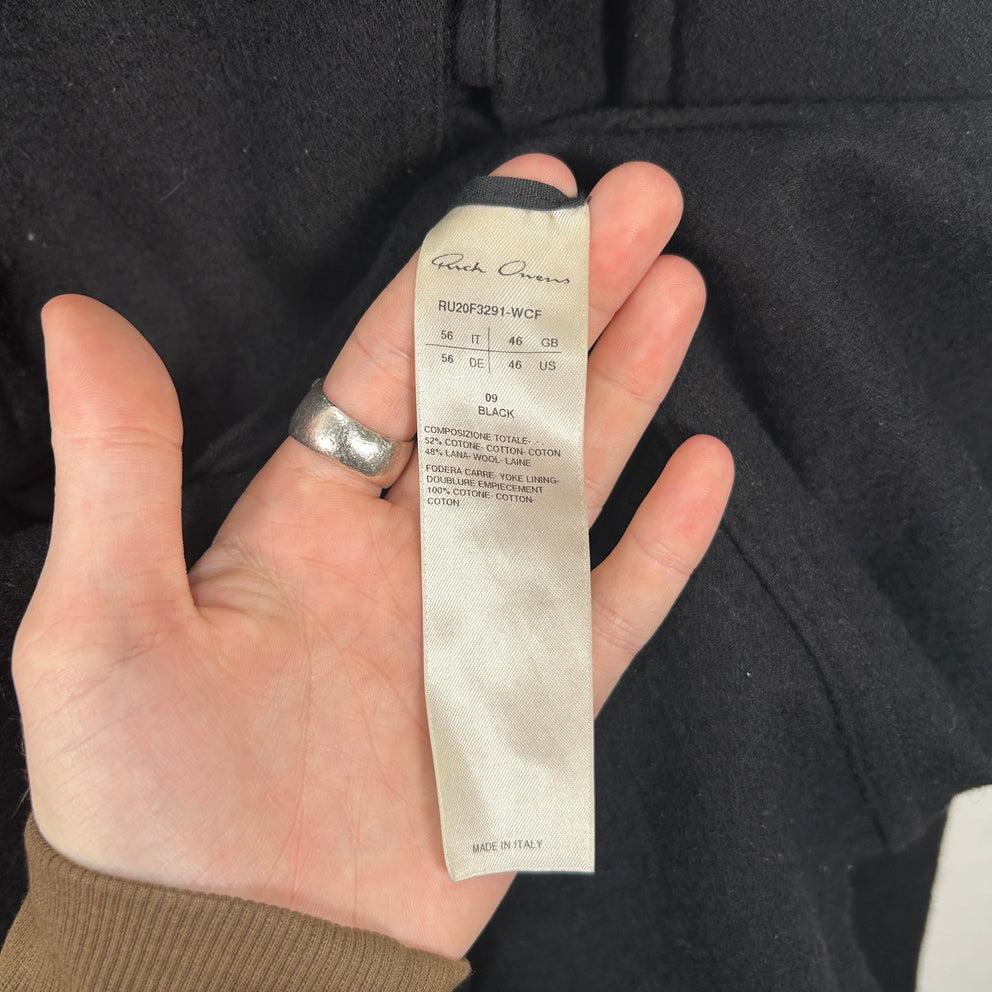 Rick Owens
RU20F3291-WCF
56 IT 46 GB
56 DE 46 US
09
BLACK
COMPOSIZIONE TOTALE- - -
52% COTONE- COTTON- COTON
48% LANA- WOOL- LAINE
FODERA CARRE- YOKE LINING-
DOUBLURE EMPIECEMENT
100% COTONE- COTTON-
COTON
MADE IN ITALY